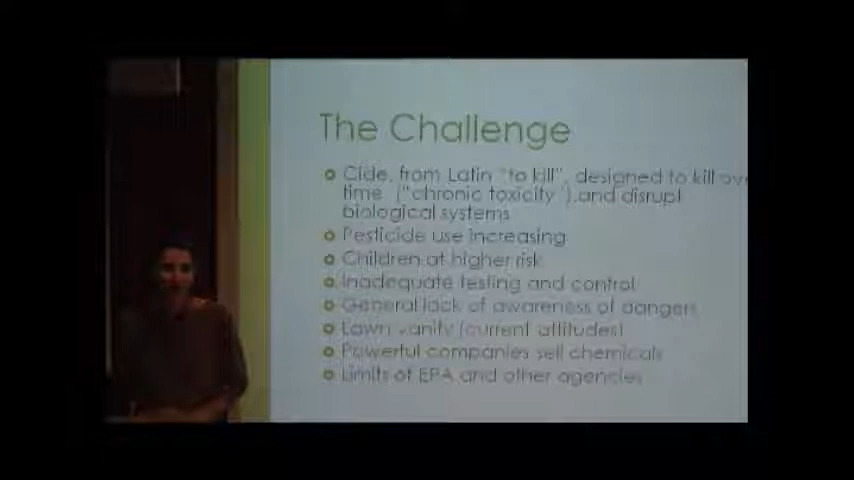 The Challenge
Cide, from Latin "to kill", designed to kill ov
time ("chronic toxicity"),and disrupt
biological systems
Pesticide use increasing
Children at higher risk
Inadequate testing and control
General lack of awareness of dangers
Lawn vanity (current attitudes)
Powerful companies sell chemicals
Limits of EPA and other agencies